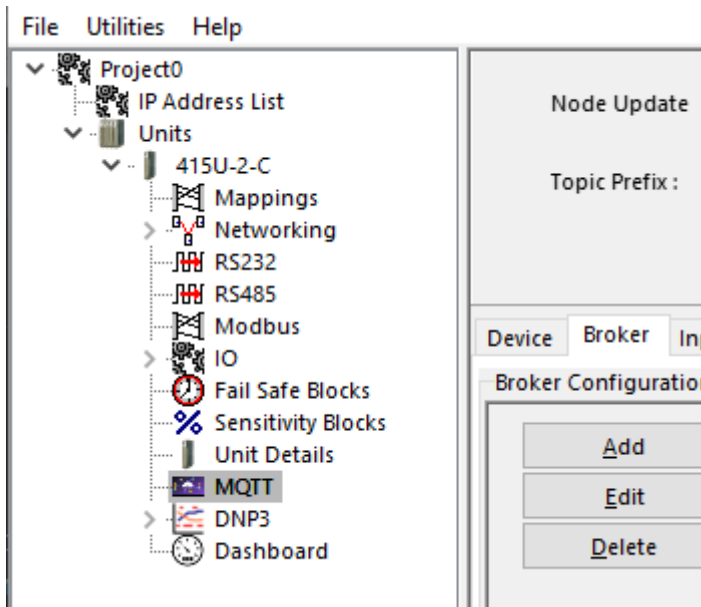 File Utilities Help
Project0
IP Address List
Units
415U-2-C
Mappings
Networking
RS232
RS485
Modbus
IO
Fail Safe Blocks
Sensitivity Blocks
Unit Details
MQTT
DNP3
Dashboard
Node Update
Topic Prefix :
Device Broker
Broker
Add
Edit
Delete